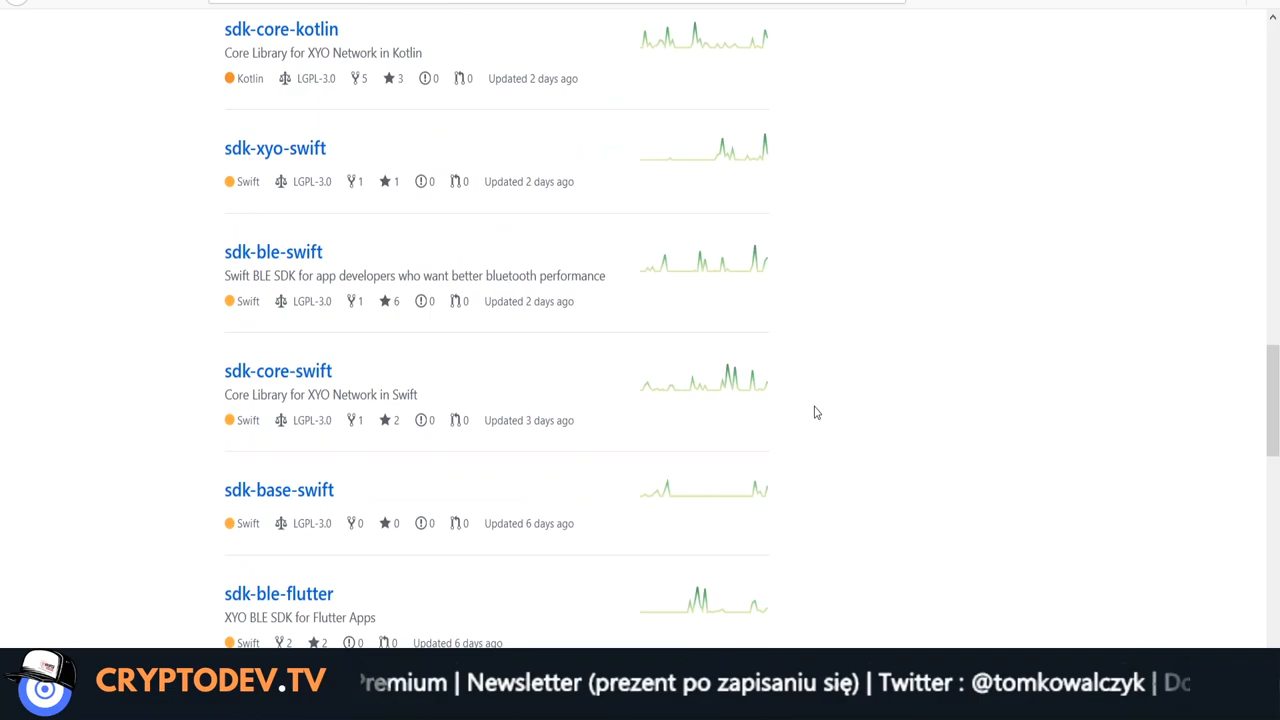 sdk-core-kotlin
Core Library for XYO Network in Kotlin
Kotlin LGPL-3.0 5 3 0 0 Updated 2 days ago
sdk-xyo-swift
Swift LGPL-3.0 1 1 0 0 Updated 2 days ago
sdk-ble-swift
Swift BLE SDK for app developers who want better bluetooth performance
Swift LGPL-3.0 1 6 0 0 Updated 2 days ago
sdk-core-swift
Core Library for XYO Network in Swift
Swift LGPL-3.0 1 2 0 0 Updated 3 days ago
sdk-base-swift
Swift LGPL-3.0 0 0 0 0 Updated 6 days ago
sdk-ble-flutter
XYO BLE SDK for Flutter Apps
Swift 2 2 0 0 Updated 6 days ago
CRYPTODEV.TV Premium | Newsletter (prezent po zapisaniu się) | Twitter : @tomkowalczyk |